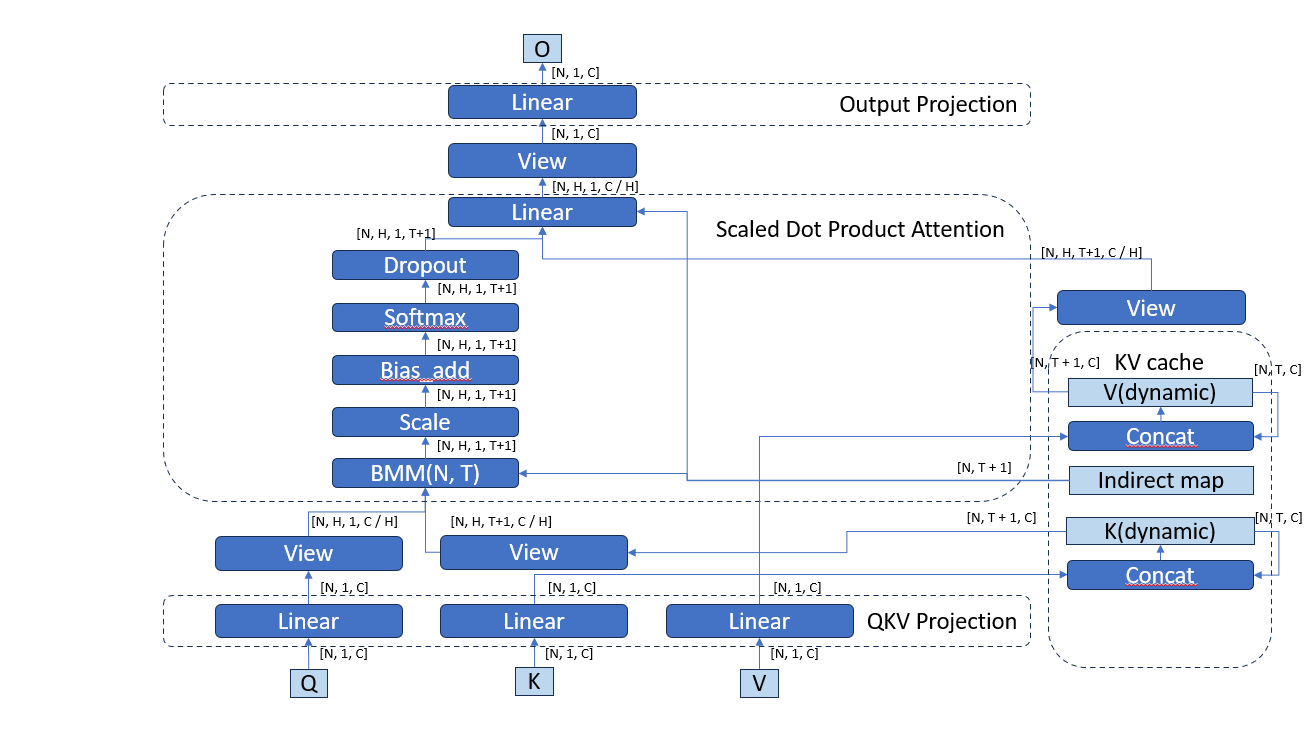 O
[N, 1, C]
Linear
Output Projection
[N, 1, C]
View
[N, H, 1, C / H]
Linear
Scaled Dot Product Attention
[N, H, 1, T+1]
[N, H, T+1, C / H]
Dropout
[N, H, 1, T+1]
View
Softmax
[N, H, 1, T+1]
[N, T + 1, C]
KV cache
[N, T, C]
Bias_add
[N, H, 1, T+1]
V(dynamic)
Scale
Concat
[N, H, 1, T+1]
BMM(N, T)
[N, T + 1]
Indirect map
[N, H, 1, C / H]
[N, H, T+1, C / H]
[N, T + 1, C]
[N, T, C]
K(dynamic)
View
View
Concat
[N, 1, C]
[N, 1, C]
[N, 1, C]
Linear
Linear
Linear
QKV Projection
[N, 1, C]
[N, 1, C]
[N, 1, C]
Q
K
V